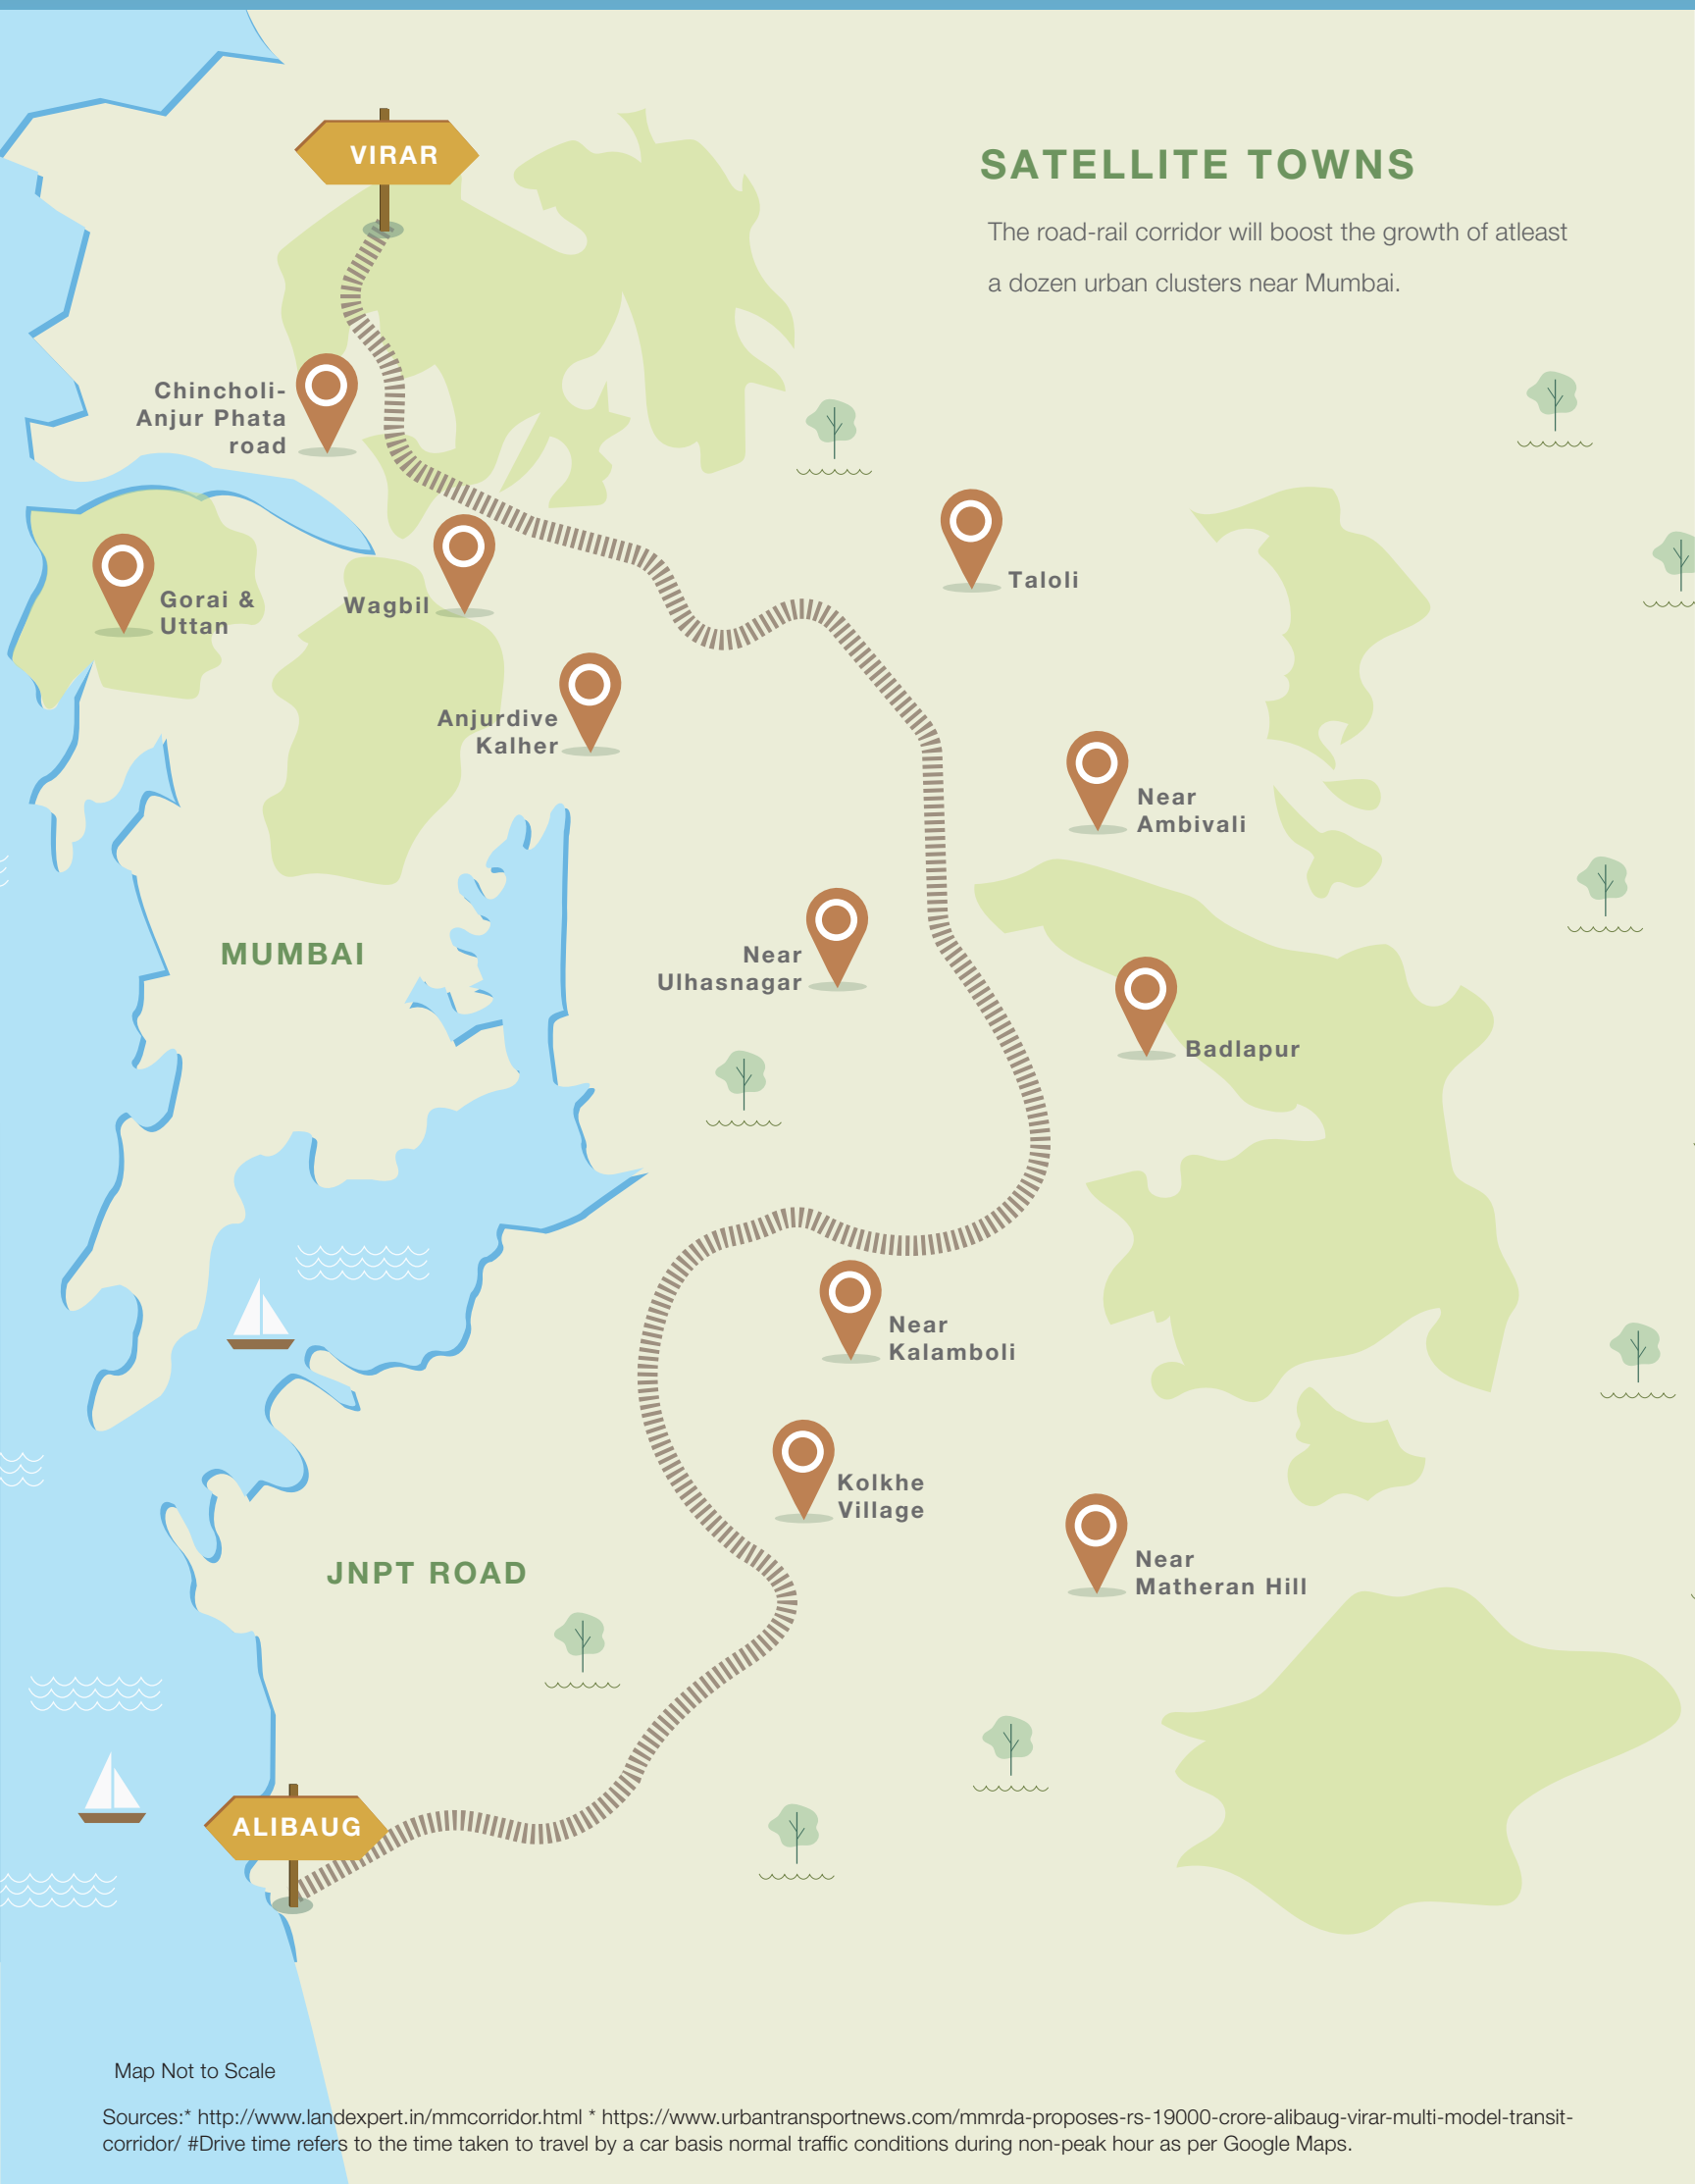 VIRAR
SATELLITE TOWNS
The road-rail corridor will boost the growth of atleast
a dozen urban clusters near Mumbai.
Chincholi-
Anjur Phata
road
Taloli
Gorai &
Uttan
Wagbil
Anjurdive
Kalher
Near
Ambivali
MUMBAI
Near
Ulhasnagar
Badlapur
Near
Kalamboli
Kolkhe
Village
Near
Matheran Hill
JNPT ROAD
ALIBAUG
Map Not to Scale
Sources:* http://www.landexpert.in/mmcorridor.html * https://www.urbantransportnews.com/mmrda-proposes-rs-19000-crore-alibaug-virar-multi-model-transit-
corridor/ #Drive time refers to the time taken to travel by a car basis normal traffic conditions during non-peak hour as per Google Maps.